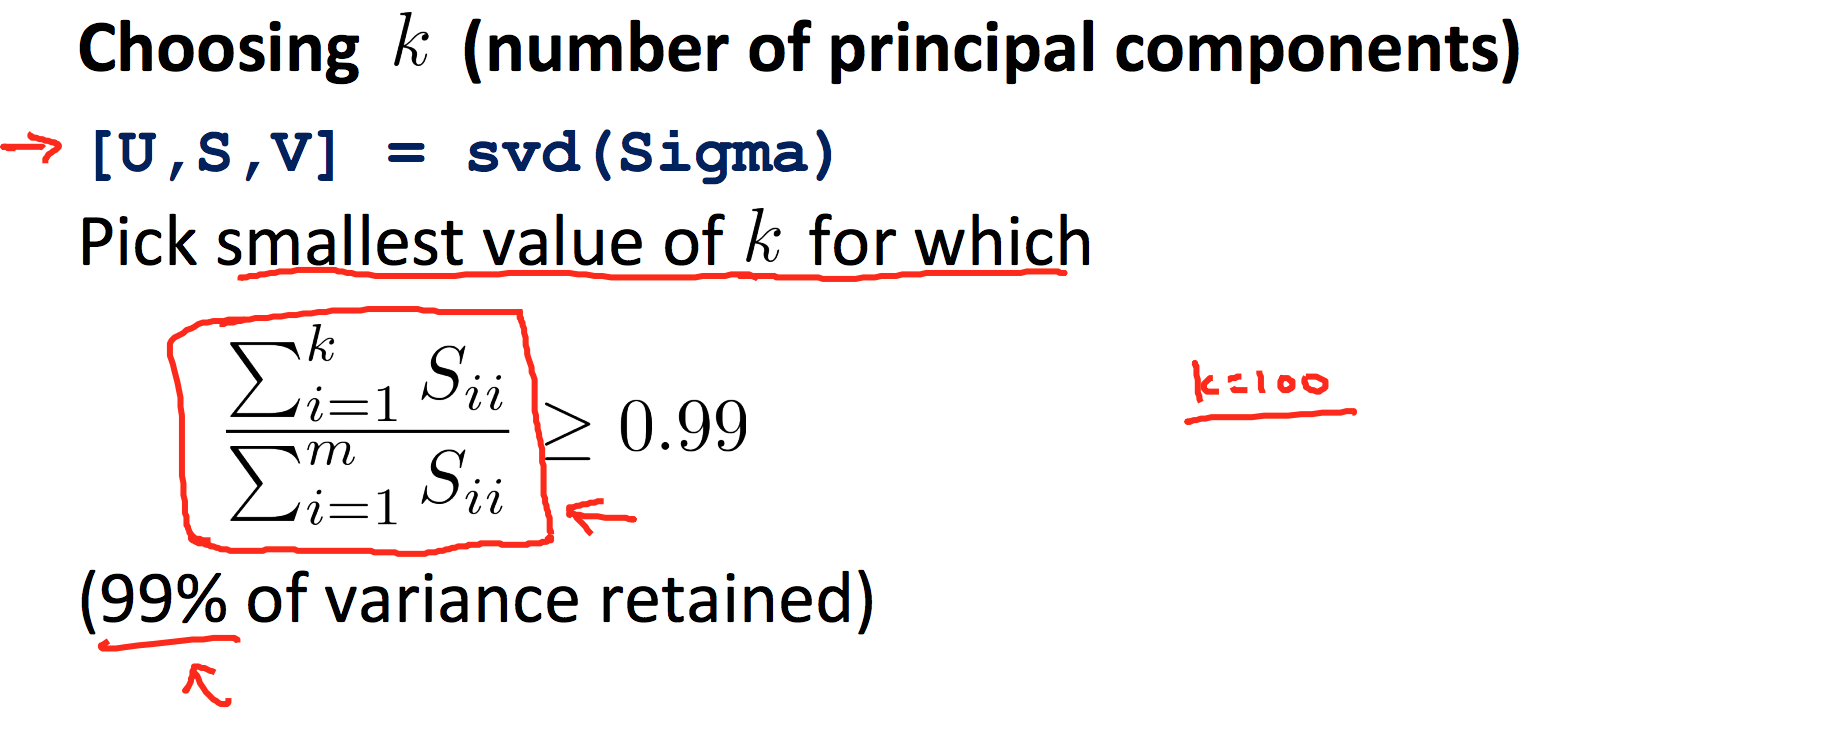 Choosing k (number of principal components)
[U,S,V] = svd(Sigma)
Pick smallest value of k for which
\frac{\sum_{i=1}^{k} S_{ii}}{\sum_{i=1}^{m} S_{ii}} ≥ 0.99
k=100
(99% of variance retained)